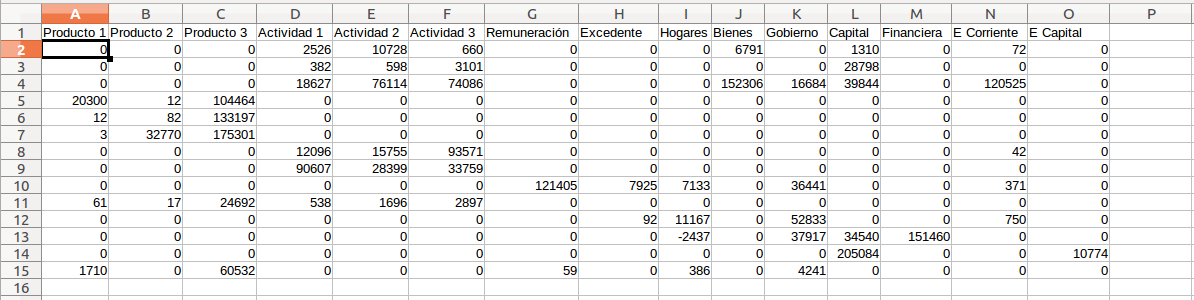 A B C D E F G H I J K L M N O P
1 Producto 1 Producto 2 Producto 3 Actividad 1 Actividad 2 Actividad 3 Remuneración Excedente Hogares Bienes Gobierno Capital Financiera E Corriente E Capital
2 0 0 0 2526 10728 660 0 0 0 6791 0 1310 0 72 0
3 0 0 0 382 598 3101 0 0 0 0 0 28798 0 0 0
4 0 0 0 18627 76114 74086 0 0 0 152306 16684 39844 0 120525 0
5 20300 12 104464 0 0 0 0 0 0 0 0 0 0 0 0
6 12 82 133197 0 0 0 0 0 0 0 0 0 0 0 0
7 3 32770 175301 0 0 0 0 0 0 0 0 0 0 0 0
8 0 0 0 12096 15755 93571 0 0 0 0 0 0 0 42 0
9 0 0 0 90607 28399 33759 0 0 0 0 0 0 0 0 0
10 0 0 0 0 0 0 121405 7925 7133 0 36441 0 0 371 0
11 61 17 24692 538 1696 2897 0 0 0 0 0 0 0 0 0
12 0 0 0 0 0 0 0 92 11167 0 52833 0 0 750 0
13 0 0 0 0 0 0 0 0 -2437 0 37917 34540 151460 0 0
14 0 0 0 0 0 0 0 0 0 0 0 205084 0 0 10774
15 1710 0 60532 0 0 0 59 0 386 0 4241 0 0 0 0
16